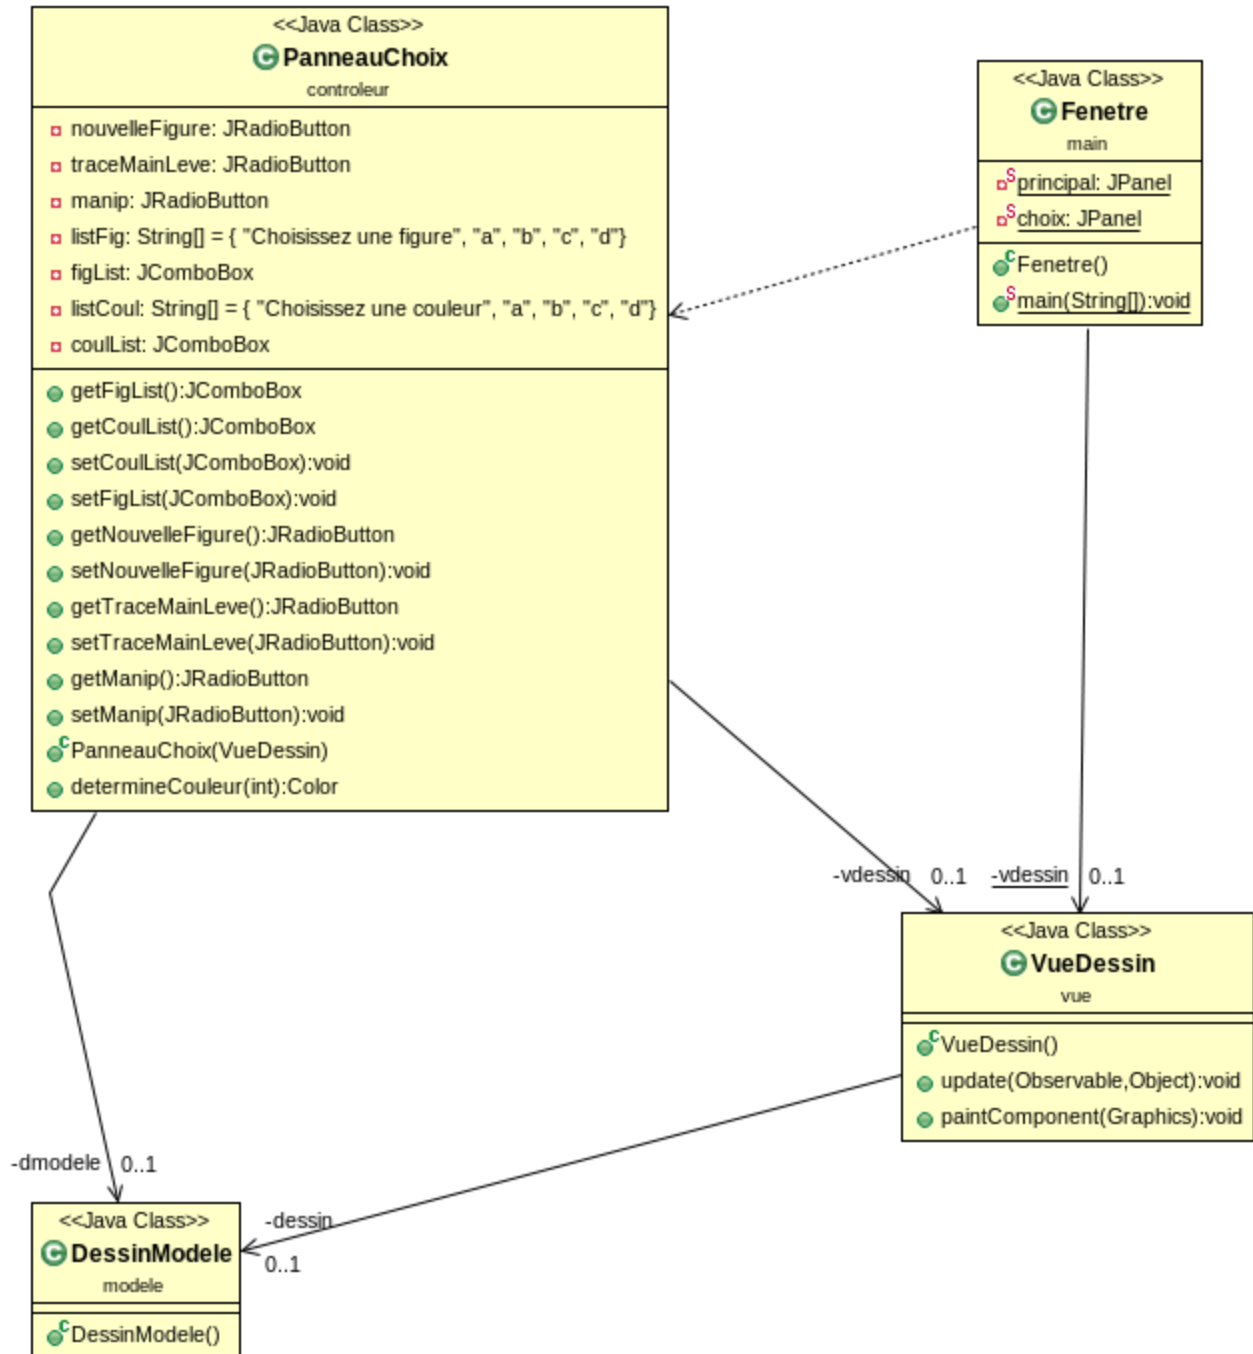 <<Java Class>>
PanneauChoix
controleur
nouvelleFigure: JRadioButton
traceMainLeve: JRadioButton
manip: JRadioButton
listFig: String[] = { "Choisissez une figure", "a", "b", "c", "d"}
figList: JComboBox
listCoul: String[] = { "Choisissez une couleur", "a", "b", "c", "d"}
coulList: JComboBox
getFigList():JComboBox
getCoulList():JComboBox
setCoulList(JComboBox):void
setFigList(JComboBox):void
getNouvelleFigure():JRadioButton
setNouvelleFigure(JRadioButton):void
getTraceMainLeve():JRadioButton
setTraceMainLeve(JRadioButton):void
getManip():JRadioButton
setManip(JRadioButton):void
PanneauChoix(VueDessin)
determineCouleur(int):Color
<<Java Class>>
Fenetre
main
principal: JPanel
choix: JPanel
Fenetre()
main(String[]):void
-vdessin 0..1
-vdessin 0..1
<<Java Class>>
VueDessin
vue
VueDessin()
update(Observable,Object):void
paintComponent(Graphics):void
-dmodele 0..1
-dessin
0..1
<<Java Class>>
DessinModele
modele
DessinModele()